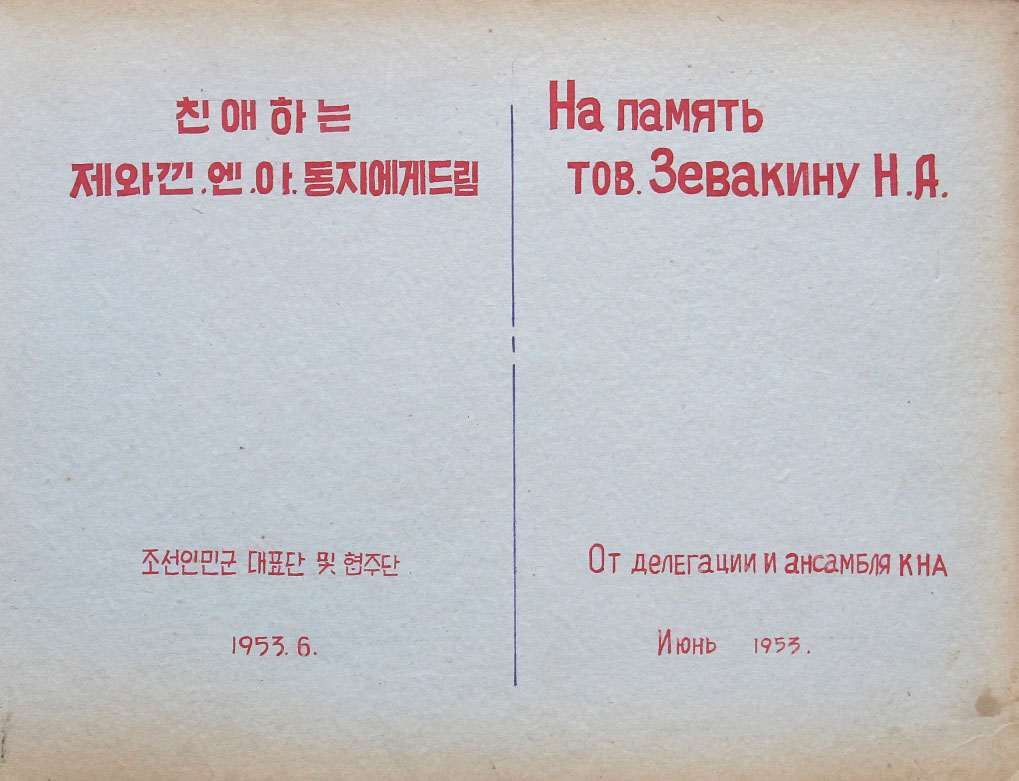 친애하는
제와낀.엔.아.동지에게드림
조선인민군 대표단 및 협주단
1953. 6.
На память
тов. Зевакину Н.А.
От делегации и ансамбля КНА
Июнь 1953.